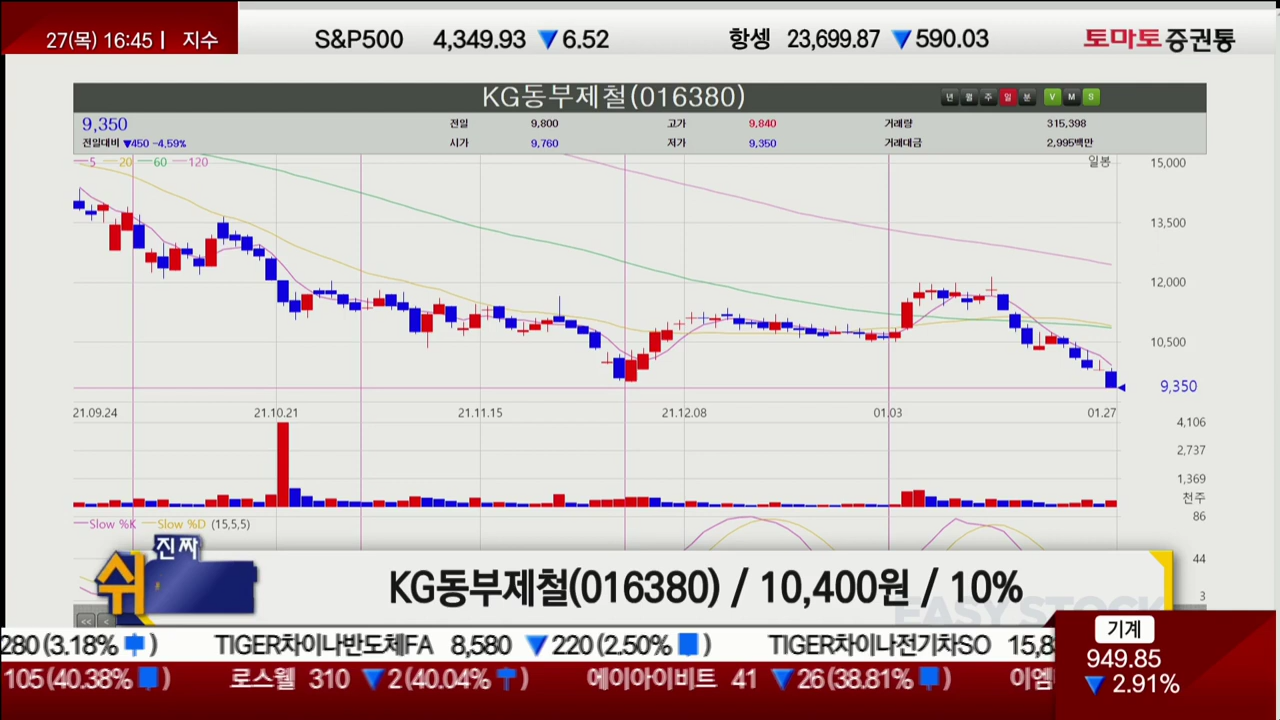 27(목) 16:45 | 지수
S&P500 4,349.93 ▼6.52 항셍 23,699.87 ▼590.03
토마토증권통
KG동부제철(016380)
년 월 주 일 분 V M S
9,350 전일 9,800 고가 9,840 거래량 315,398
전일대비 ▼450 -4.59% 시가 9,760 저가 9,350 거래대금 2,995백만
5 20 60 120
일봉
15,000
13,500
12,000
10,500
9,350
21.09.24 21.10.21 21.11.15 21.12.08 01.03 01.27
4,106
2,737
1,369
천주
Slow %K Slow %D (15,5,5)
86
44
3
진짜
쉬
KG동부제철(016380) / 10,400원 / 10%
EASY STOCK
<< <
280 (3.18% ) TIGER차이나반도체FA 8,580 ▼220 (2.50% ) TIGER차이나전기차SO 15,8
105 (40.38% ) 로스웰 310 ▼2 (40.04% ) 에이아이비트 41 ▼26 (38.81% ) 이엠
기계
949.85
▼2.91%